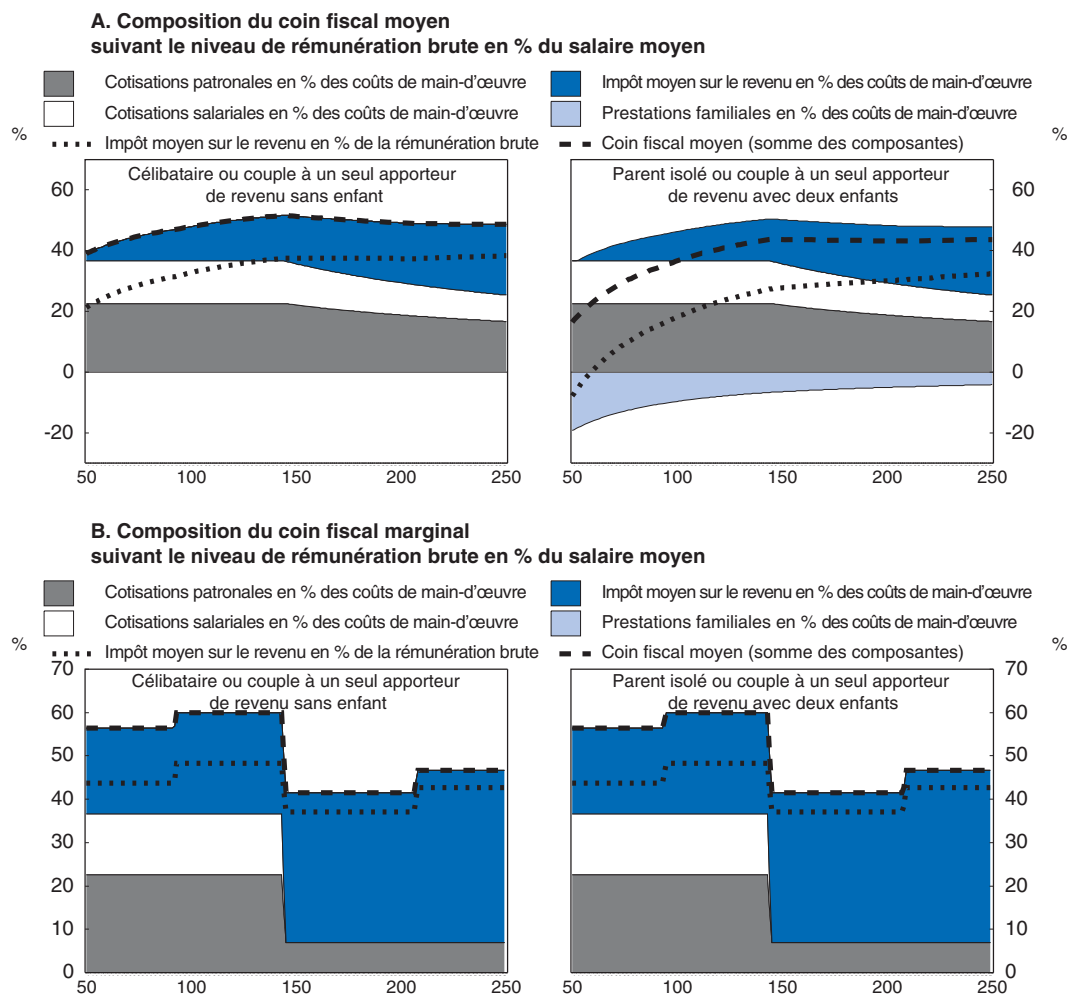 A. Composition du coin fiscal moyen
suivant le niveau de rémunération brute en % du salaire moyen
Cotisations patronales en % des coûts de main-d'œuvre
Impôt moyen sur le revenu en % des coûts de main-d'œuvre
Cotisations salariales en % des coûts de main-d'œuvre
Prestations familiales en % des coûts de main-d'œuvre
%
Impôt moyen sur le revenu en % de la rémunération brute
Coin fiscal moyen (somme des composantes)
%
Célibataire ou couple à un seul apporteur
de revenu sans enfant
Parent isolé ou couple à un seul apporteur
de revenu avec deux enfants
60
40
20
0
-20
60
40
20
0
-20
50 100 150 200 250
50 100 150 200 250
B. Composition du coin fiscal marginal
suivant le niveau de rémunération brute en % du salaire moyen
Cotisations patronales en % des coûts de main-d'œuvre
Impôt moyen sur le revenu en % des coûts de main-d'œuvre
Cotisations salariales en % des coûts de main-d'œuvre
Prestations familiales en % des coûts de main-d'œuvre
%
Impôt moyen sur le revenu en % de la rémunération brute
Coin fiscal moyen (somme des composantes)
%
Célibataire ou couple à un seul apporteur
de revenu sans enfant
Parent isolé ou couple à un seul apporteur
de revenu avec deux enfants
70
60
50
40
30
20
10
0
70
60
50
40
30
20
10
0
50 100 150 200 250
50 100 150 200 250